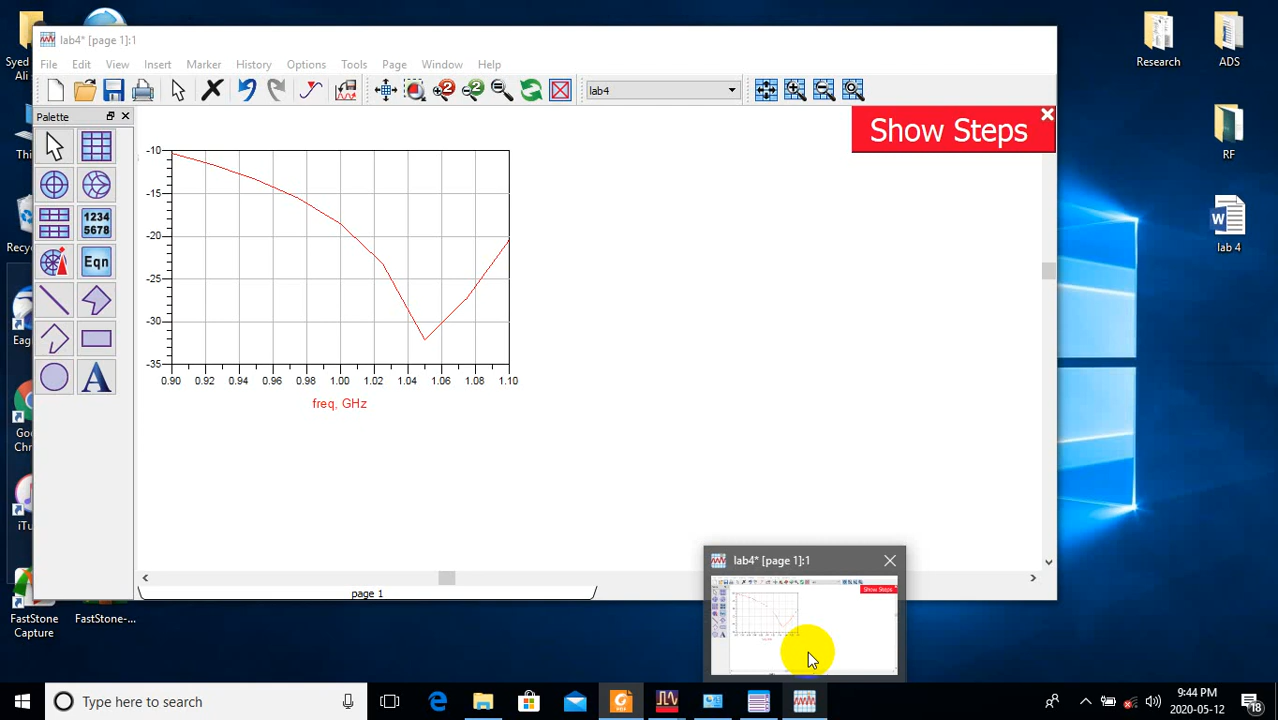 Syed
Ali
lab4* [page 1]:1
File Edit View Insert Marker History Options Tools Page Window Help
lab4
Palette
Show Steps
1234
5678
Eqn
A
-10
-15
-20
-25
-30
-35
0.90 0.92 0.94 0.96 0.98 1.00 1.02 1.04 1.06 1.08 1.10
freq, GHz
page 1
Thi
Recyc
Eag
Goo
Chr
iTu
FastStone
Capture
FastStone-...
Research
ADS
RF
lab 4
lab4* [page 1]:1
Show Steps
Type here to search
9:44 PM
2020-05-12
18